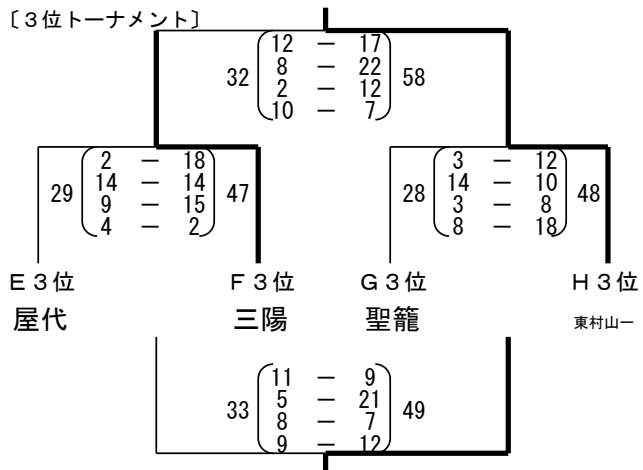 〔３位トーナメント〕
12 － 17
32 8 － 22 58
2 － 12
10 － 7
2 － 18 3 － 12
29 14 － 14 47 28 14 － 10 48
9 － 15 3 － 8
4 － 2 8 － 18
Ｅ３位 Ｆ３位 Ｇ３位 Ｈ３位
屋代 三陽 聖籠 東村山一
11 － 9
33 5 － 21 49
8 － 7
9 － 12